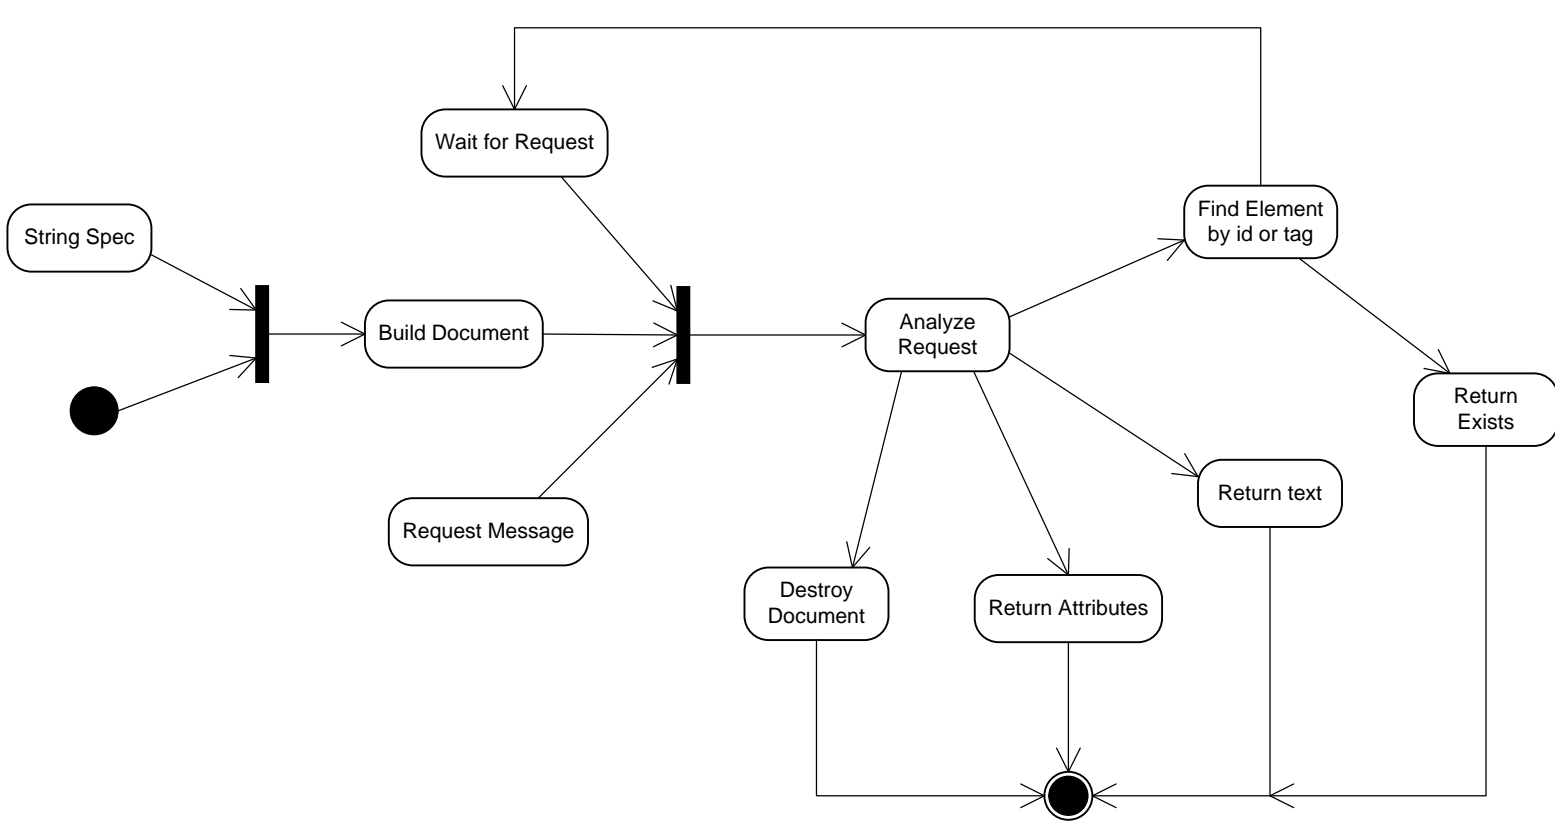 Wait for Request
String Spec
Find Element
by id or tag
Build Document
Analyze
Request
Return
Exists
Return text
Request Message
Destroy
Document
Return Attributes